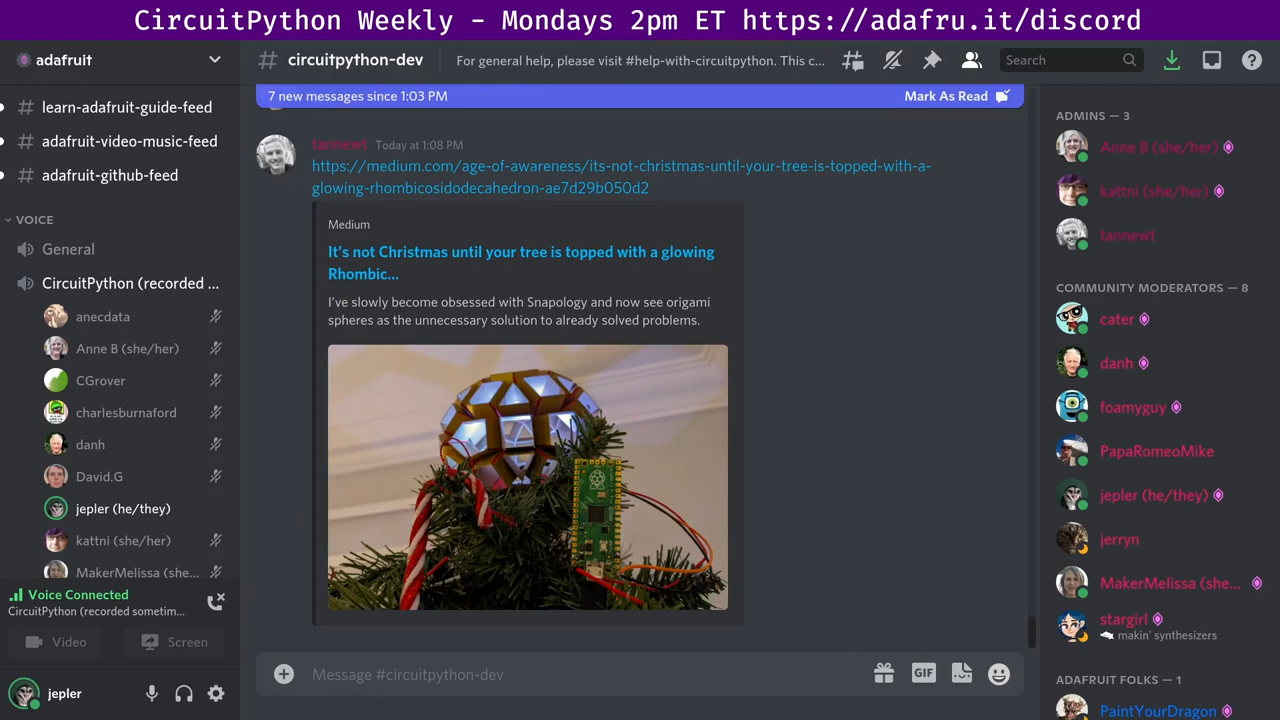 CircuitPython Weekly - Mondays 2pm ET https://adafru.it/discord
adafruit
# circuitpython-dev
For general help, please visit #help-with-circuitpython. This c...
Search
# learn-adafruit-guide-feed
# adafruit-video-music-feed
# adafruit-github-feed
VOICE
General
CircuitPython (recorded ...
anecdata
Anne B (she/her)
CGrover
charlesburnaford
danh
David.G
jepler (he/they)
kattni (she/her)
MakerMelissa (she...
Voice Connected
CircuitPython (recorded sometim...
Video
Screen
jepler
7 new messages since 1:03 PM
Mark As Read
tannewt Today at 1:08 PM
https://medium.com/age-of-awareness/its-not-christmas-until-your-tree-is-topped-with-a-
glowing-rhombicosidodecahedron-ae7d29b050d2
Medium
It's not Christmas until your tree is topped with a glowing
Rhombic...
I've slowly become obsessed with Snapology and now see origami
spheres as the unnecessary solution to already solved problems.
Message #circuitpython-dev
GIF
ADMINS — 3
Anne B (she/her)
kattni (she/her)
tannewt
COMMUNITY MODERATORS — 8
cater
danh
foamyguy
PapaRomeoMike
jepler (he/they)
jerryn
MakerMelissa (she...
stargirl
makin' synthesizers
ADAFRUIT FOLKS — 1
PaintYourDragon